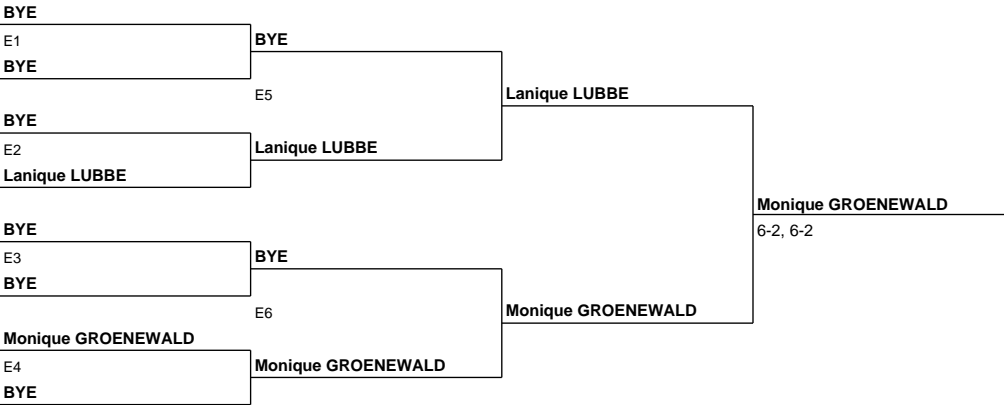 BYE
E1
BYE
BYE
E5
Lanique LUBBE
BYE
E2
Lanique LUBBE
Lanique LUBBE
Monique GROENEWALD
6-2, 6-2
BYE
E3
BYE
BYE
E6
Monique GROENEWALD
Monique GROENEWALD
E4
Monique GROENEWALD
BYE